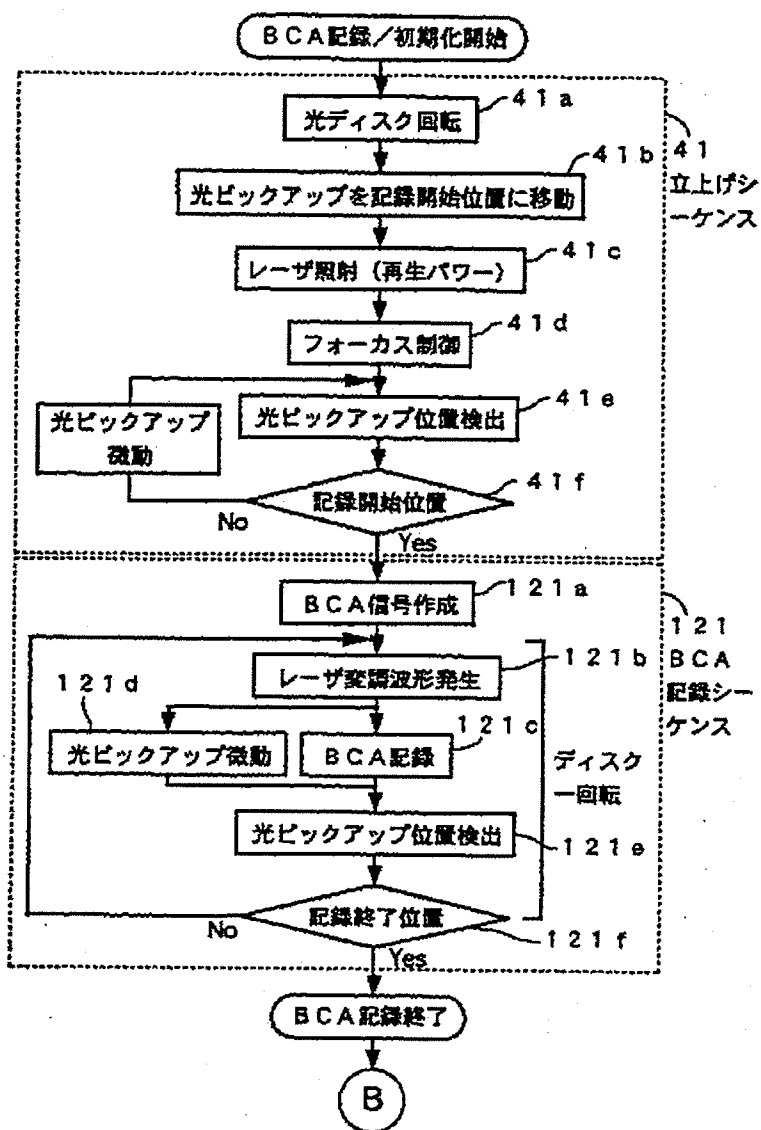 BCA記録/初期化開始
41a
光ディスク回転
41b
光ピックアップを記録開始位置に移動
41
立上げシ
ーケンス
41c
レーザ照射(再生パワー)
41d
フォーカス制御
41e
光ピックアップ
微動
光ピックアップ位置検出
41f
記録開始位置
No
Yes
121a
BCA信号作成
121
BCA
記録シー
ケンス
121b
レーザ変調波形発生
121d
121c
光ピックアップ微動
BCA記録
ディスク
一回転
光ピックアップ位置検出
121e
記録終了位置
No
121f
Yes
BCA記録終了
B